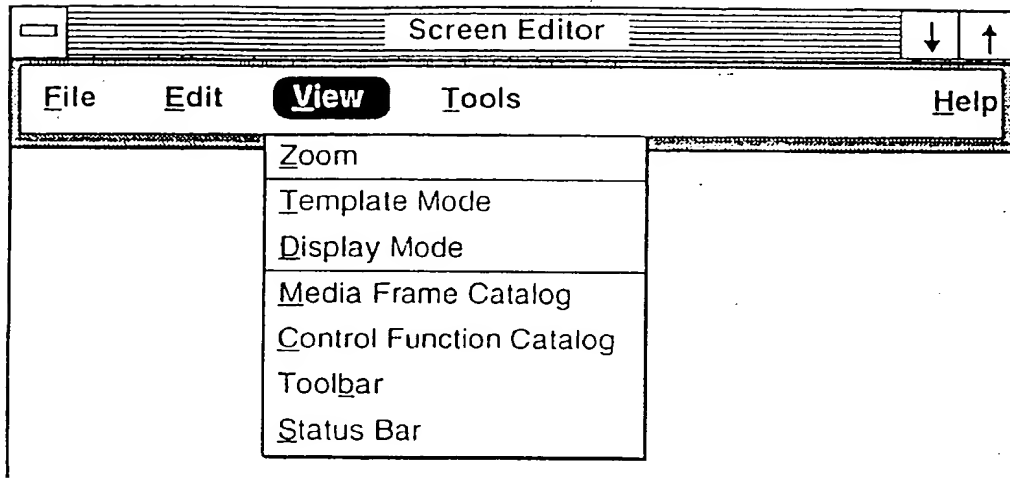 Screen Editor
File Edit View Tools Help
Zoom
Template Mode
Display Mode
Media Frame Catalog
Control Function Catalog
Toolbar
Status Bar